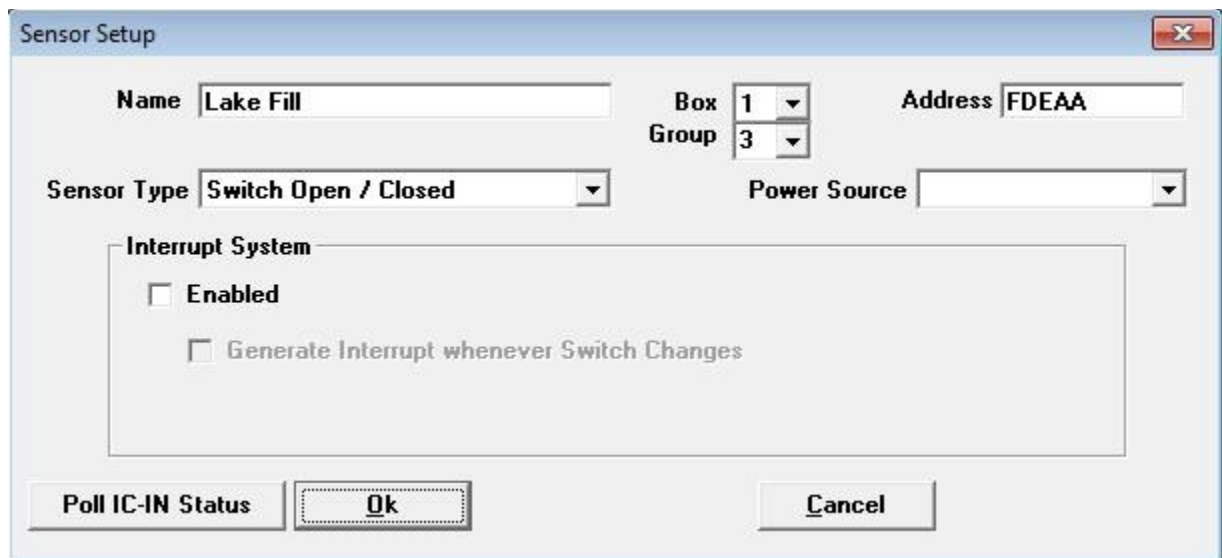 Sensor Setup
Name Lake Fill Box 1 Address FDEAA
Group 3
Sensor Type Switch Open / Closed Power Source
Interrupt System
Enabled
Generate Interrupt whenever Switch Changes
Poll IC-IN Status Ok Cancel